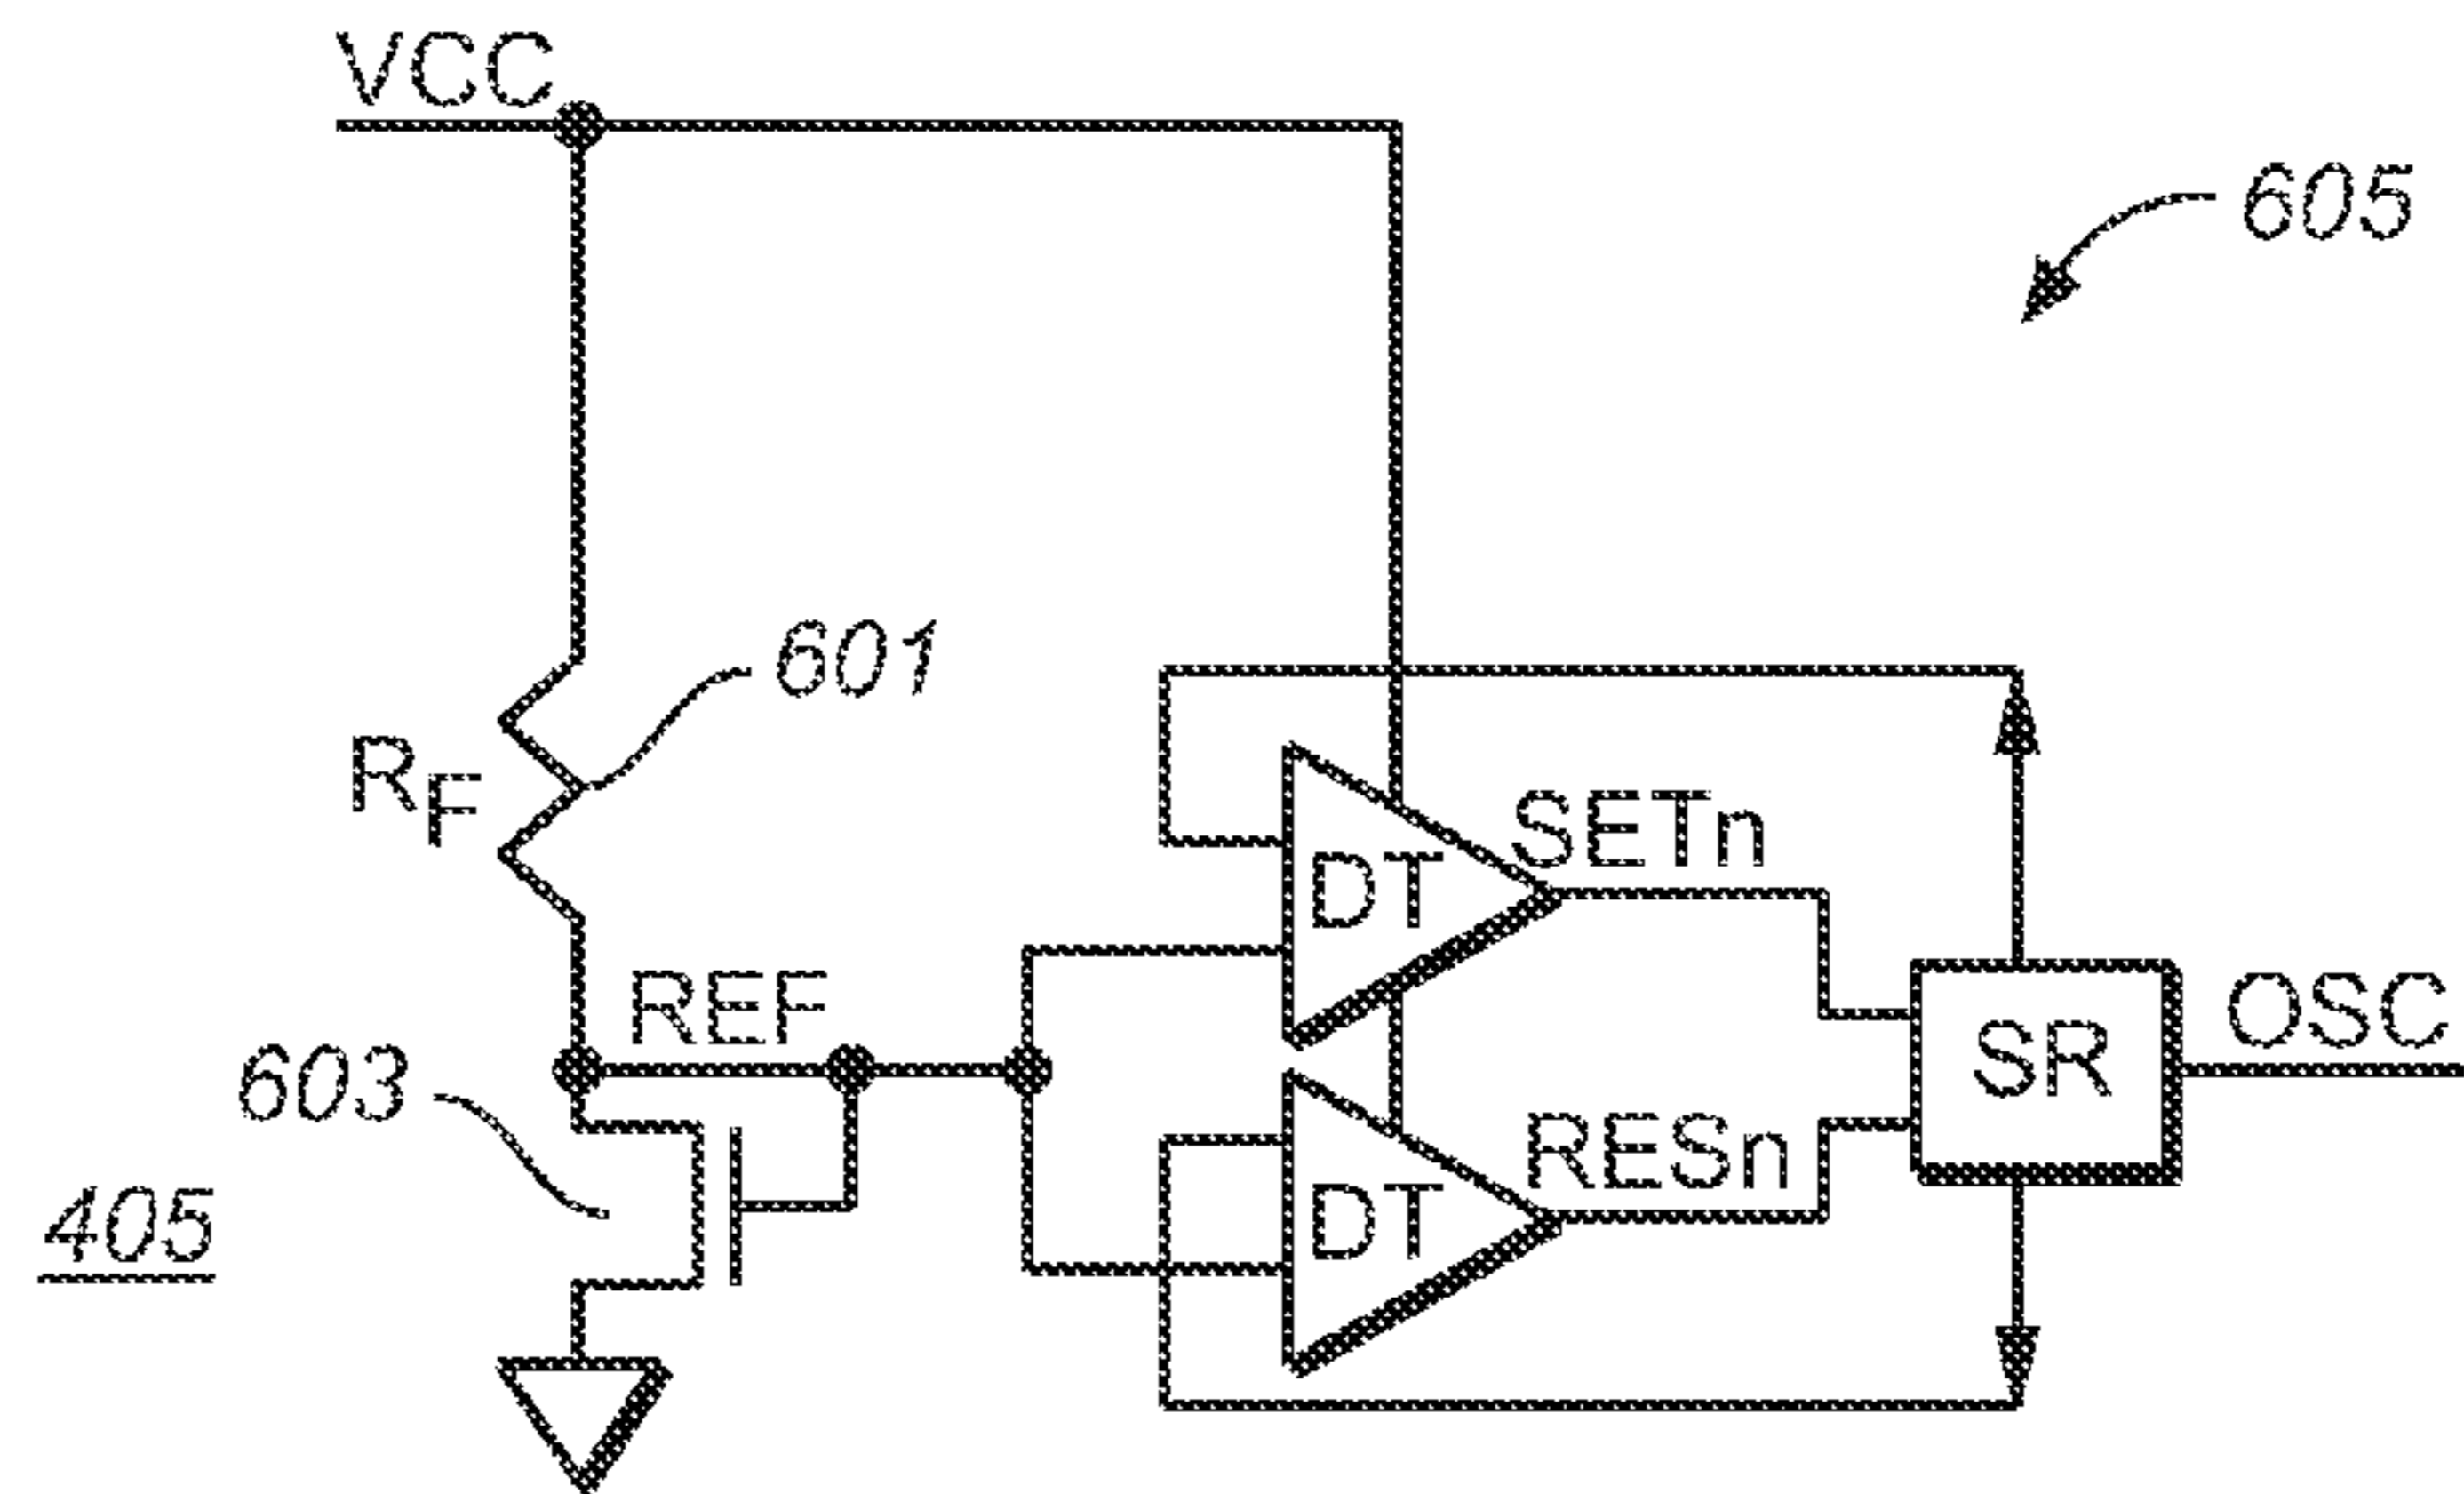 VCC
605
601
RF
DT
SETn
REF
603
SR
OSC
DT
RESn
405